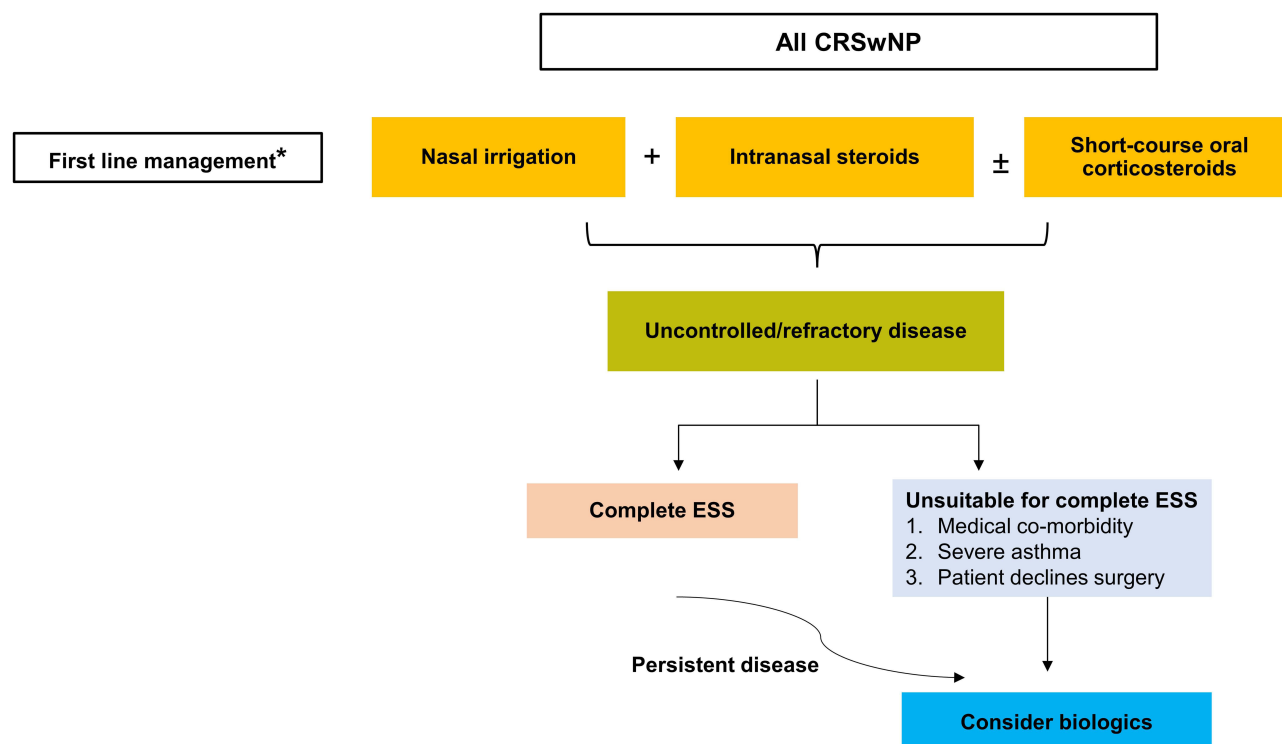 All CRSwNP
First line management*
Nasal irrigation
+
Intranasal steroids
±
Short-course oral
corticosteroids
Uncontrolled/refractory disease
Complete ESS
Unsuitable for complete ESS
1. Medical co-morbidity
2. Severe asthma
3. Patient declines surgery
Persistent disease
Consider biologics